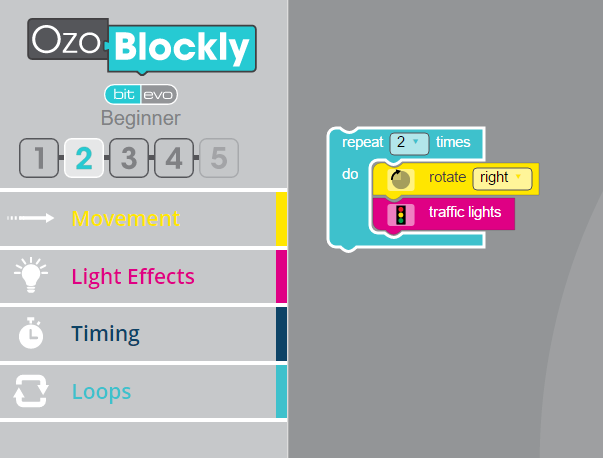 Ozo Blockly
bit evo
Beginner
1 2 3 4 5
Movement
Light Effects
Timing
Loops
repeat 2 times
do
rotate right
traffic lights